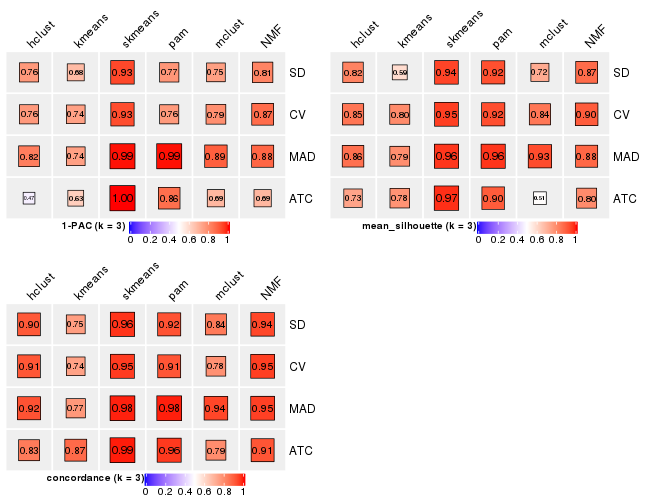 hclust kmeans skmeans pam mclust NMF
0.76 0.68 0.93 0.77 0.75 0.81 SD
0.76 0.74 0.93 0.76 0.79 0.87 CV
0.82 0.74 0.99 0.99 0.89 0.88 MAD
0.47 0.63 1.00 0.86 0.69 0.69 ATC
1-PAC (k = 3)
0 0.2 0.4 0.6 0.8 1
hclust kmeans skmeans pam mclust NMF
0.82 0.59 0.94 0.92 0.72 0.87 SD
0.85 0.80 0.95 0.92 0.84 0.90 CV
0.86 0.79 0.96 0.96 0.93 0.88 MAD
0.73 0.78 0.97 0.90 0.51 0.80 ATC
mean_silhouette (k = 3)
0 0.2 0.4 0.6 0.8 1
hclust kmeans skmeans pam mclust NMF
0.90 0.75 0.96 0.92 0.84 0.94 SD
0.91 0.74 0.95 0.91 0.78 0.95 CV
0.92 0.77 0.98 0.98 0.94 0.95 MAD
0.83 0.87 0.99 0.96 0.79 0.91 ATC
concordance (k = 3)
0 0.2 0.4 0.6 0.8 1